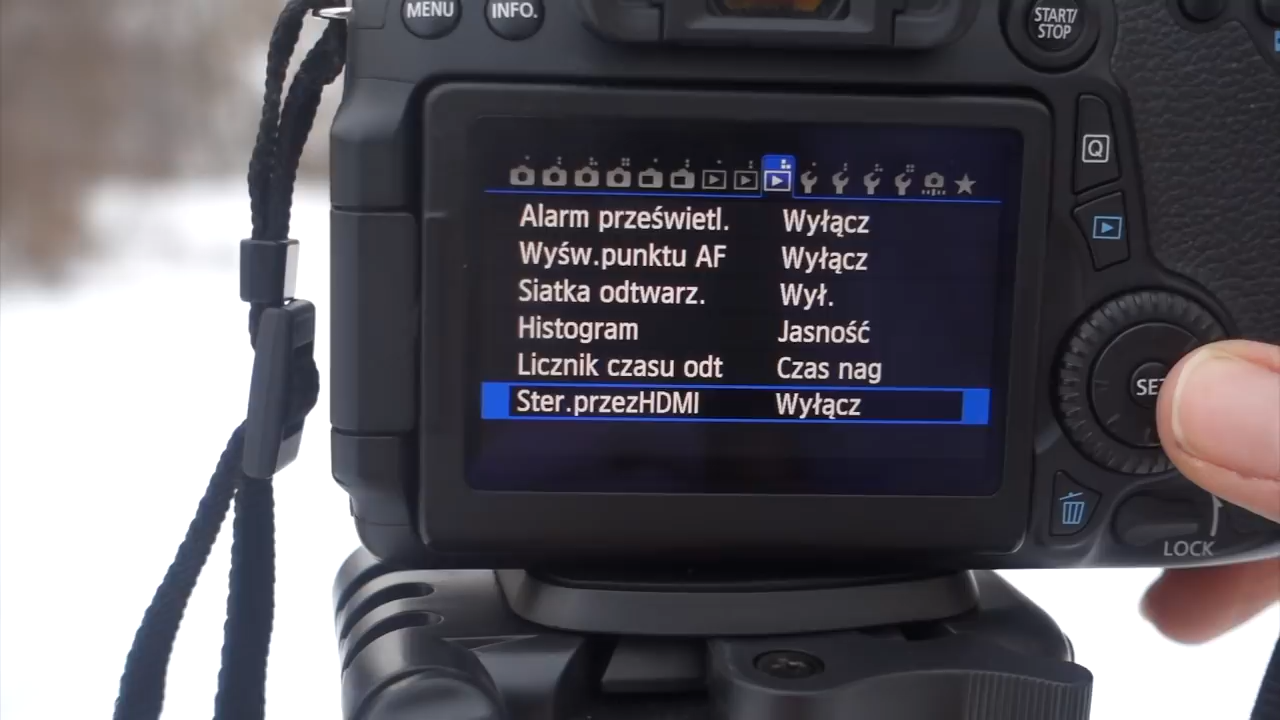 MENU INFO. START/
STOP
Q
Alarm prześwietl. Wyłącz
Wyśw.punktu AF Wyłącz
Siatka odtwarz. Wył.
Histogram Jasność
Licznik czasu odt Czas nag
Ster.przezHDMI Wyłącz
LOCK